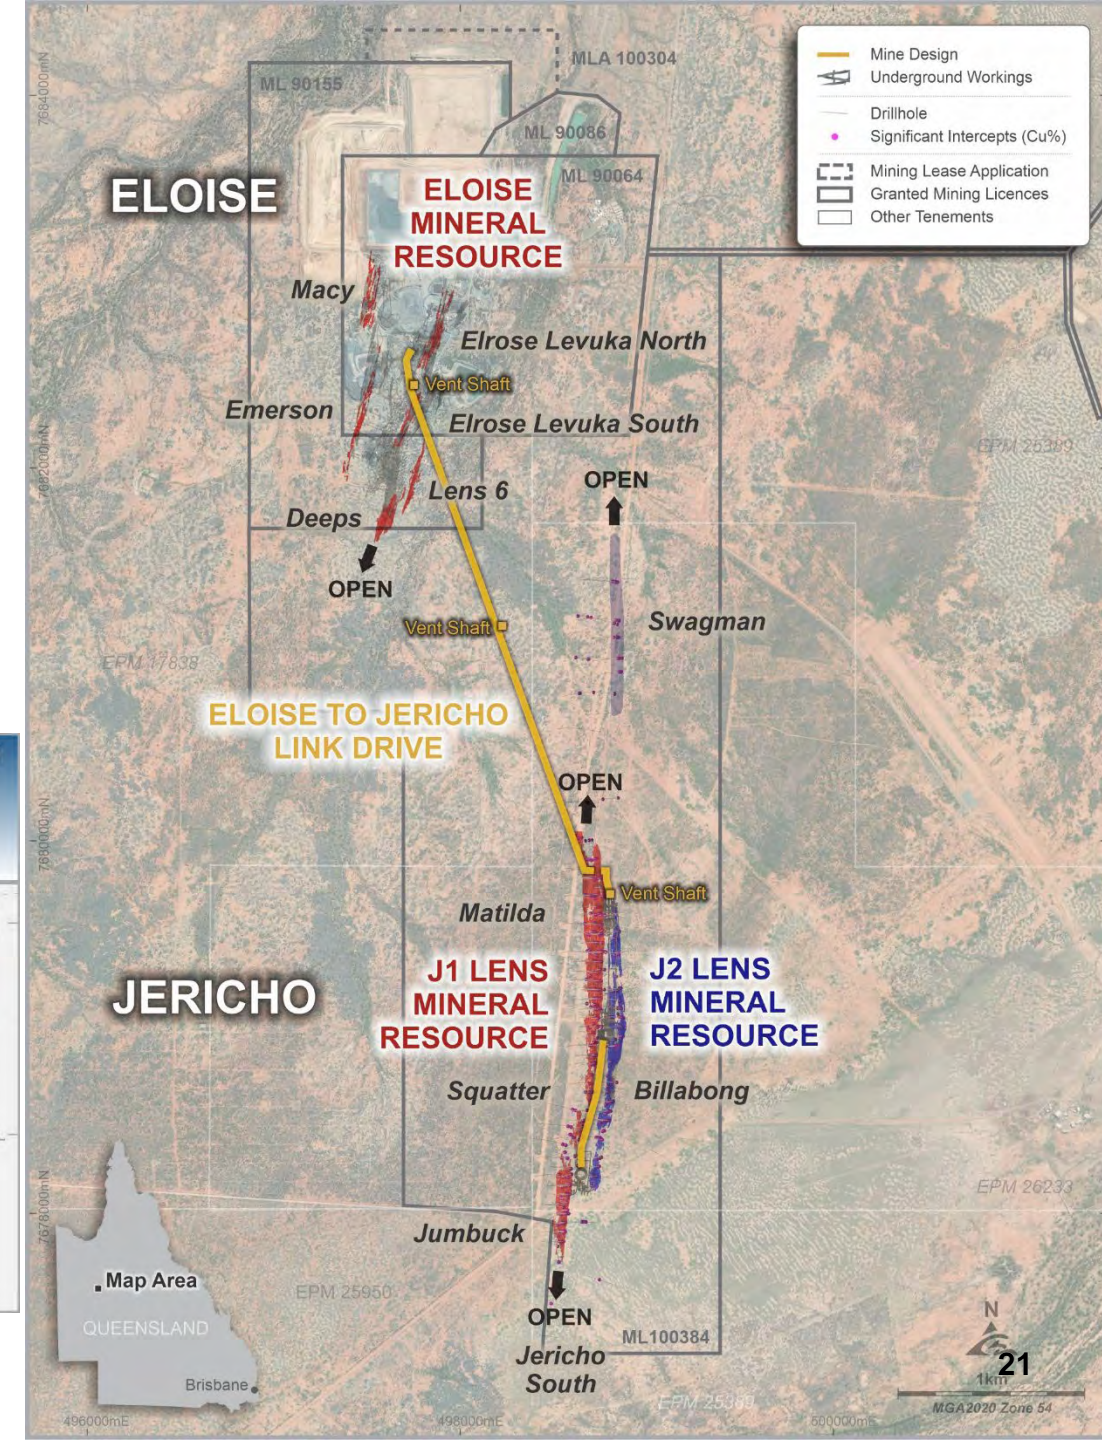 MLA 100304
ML 90155
ML 90086
ML 90064
Mine Design
Underground Workings
Drillhole
Significant Intercepts (Cu%)
Mining Lease Application
Granted Mining Licences
Other Tenements
7684000mN
ELOISE
ELOISE
MINERAL
RESOURCE
Macy
Elrose Levuka North
Vent Shaft
Emerson
Elrose Levuka South
7682000mN
EPM 25389
OPEN
Lens 6
Deeps
OPEN
Swagman
Vent Shaft
EPM 17838
ELOISE TO JERICHO
LINK DRIVE
OPEN
7680000mN
Vent Shaft
Matilda
JERICHO
J1 LENS
MINERAL
RESOURCE
J2 LENS
MINERAL
RESOURCE
Squatter
Billabong
7678000mN
EPM 26233
Jumbuck
Map Area
EPM 25950
QUEENSLAND
OPEN
ML100384
Jericho
South
Brisbane
N
21
1km
MGA2020 Zone 54
EPM 25389
496000mE
498000mE
500000mE